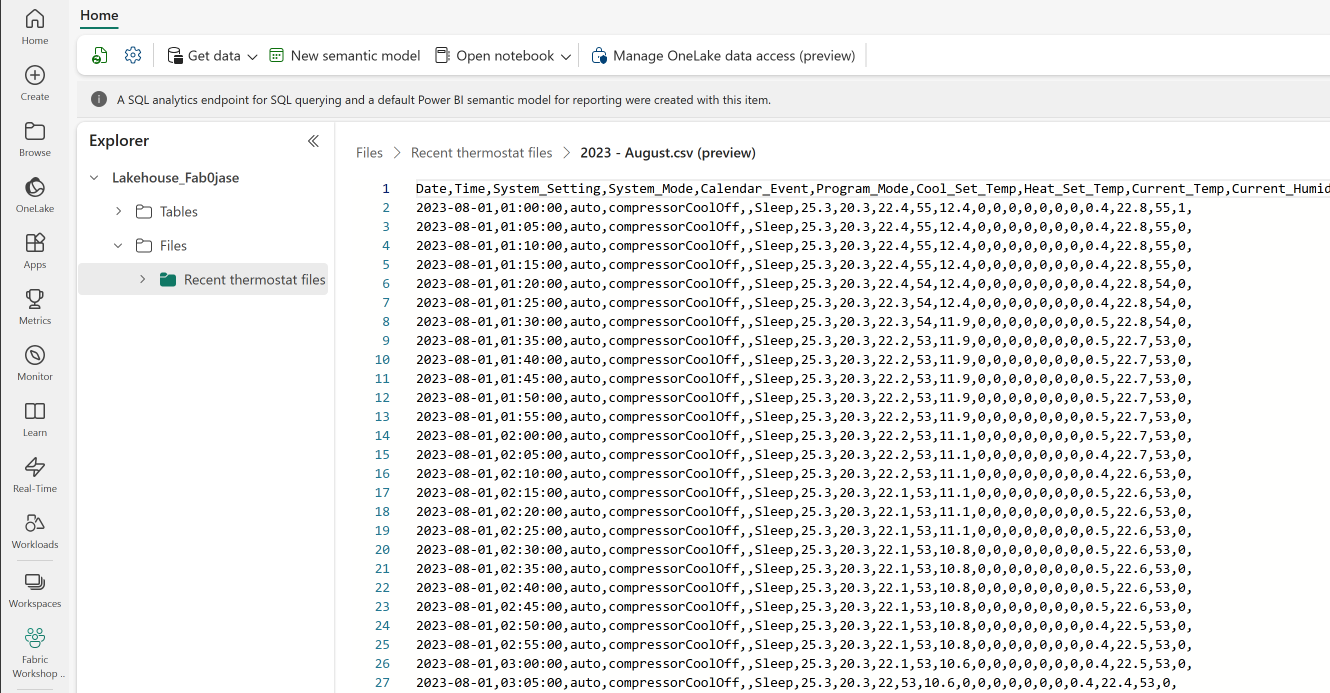 Home
Create
Browse
OneLake
Apps
Metrics
Monitor
Learn
Real-Time
Workloads
Workspaces
Fabric
Workshop ..
Home
Get data
New semantic model
Open notebook
Manage OneLake data access (preview)
A SQL analytics endpoint for SQL querying and a default Power BI semantic model for reporting were created with this item.
Explorer
Lakehouse_Fab0jase
Tables
Files
Recent thermostat files
Files > Recent thermostat files > 2023 - August.csv (preview)
1 Date,Time,System_Setting,System_Mode,Calendar_Event,Program_Mode,Cool_Set_Temp,Heat_Set_Temp,Current_Temp,Current_Humid
2 2023-08-01,01:00:00,auto,compressorCoolOff,,Sleep,25.3,20.3,22.4,55,12.4,0,0,0,0,0,0,0,0.4,22.8,55,1,
3 2023-08-01,01:05:00,auto,compressorCoolOff,,Sleep,25.3,20.3,22.4,55,12.4,0,0,0,0,0,0,0,0.4,22.8,55,0,
4 2023-08-01,01:10:00,auto,compressorCoolOff,,Sleep,25.3,20.3,22.4,55,12.4,0,0,0,0,0,0,0,0.4,22.8,55,0,
5 2023-08-01,01:15:00,auto,compressorCoolOff,,Sleep,25.3,20.3,22.4,55,12.4,0,0,0,0,0,0,0,0.4,22.8,55,0,
6 2023-08-01,01:20:00,auto,compressorCoolOff,,Sleep,25.3,20.3,22.4,54,12.4,0,0,0,0,0,0,0,0.4,22.8,54,0,
7 2023-08-01,01:25:00,auto,compressorCoolOff,,Sleep,25.3,20.3,22.3,54,12.4,0,0,0,0,0,0,0,0.4,22.8,54,0,
8 2023-08-01,01:30:00,auto,compressorCoolOff,,Sleep,25.3,20.3,22.3,54,11.9,0,0,0,0,0,0,0,0.5,22.8,54,0,
9 2023-08-01,01:35:00,auto,compressorCoolOff,,Sleep,25.3,20.3,22.2,53,11.9,0,0,0,0,0,0,0,0.5,22.7,53,0,
10 2023-08-01,01:40:00,auto,compressorCoolOff,,Sleep,25.3,20.3,22.2,53,11.9,0,0,0,0,0,0,0,0.5,22.7,53,0,
11 2023-08-01,01:45:00,auto,compressorCoolOff,,Sleep,25.3,20.3,22.2,53,11.9,0,0,0,0,0,0,0,0.5,22.7,53,0,
12 2023-08-01,01:50:00,auto,compressorCoolOff,,Sleep,25.3,20.3,22.2,53,11.9,0,0,0,0,0,0,0,0.5,22.7,53,0,
13 2023-08-01,01:55:00,auto,compressorCoolOff,,Sleep,25.3,20.3,22.2,53,11.9,0,0,0,0,0,0,0,0.5,22.7,53,0,
14 2023-08-01,02:00:00,auto,compressorCoolOff,,Sleep,25.3,20.3,22.2,53,11.1,0,0,0,0,0,0,0,0.5,22.7,53,0,
15 2023-08-01,02:05:00,auto,compressorCoolOff,,Sleep,25.3,20.3,22.2,53,11.1,0,0,0,0,0,0,0,0.4,22.7,53,0,
16 2023-08-01,02:10:00,auto,compressorCoolOff,,Sleep,25.3,20.3,22.2,53,11.1,0,0,0,0,0,0,0,0.4,22.6,53,0,
17 2023-08-01,02:15:00,auto,compressorCoolOff,,Sleep,25.3,20.3,22.1,53,11.1,0,0,0,0,0,0,0,0.5,22.6,53,0,
18 2023-08-01,02:20:00,auto,compressorCoolOff,,Sleep,25.3,20.3,22.1,53,11.1,0,0,0,0,0,0,0,0.5,22.6,53,0,
19 2023-08-01,02:25:00,auto,compressorCoolOff,,Sleep,25.3,20.3,22.1,53,11.1,0,0,0,0,0,0,0,0.5,22.6,53,0,
20 2023-08-01,02:30:00,auto,compressorCoolOff,,Sleep,25.3,20.3,22.1,53,10.8,0,0,0,0,0,0,0,0.5,22.6,53,0,
21 2023-08-01,02:35:00,auto,compressorCoolOff,,Sleep,25.3,20.3,22.1,53,10.8,0,0,0,0,0,0,0,0.5,22.6,53,0,
22 2023-08-01,02:40:00,auto,compressorCoolOff,,Sleep,25.3,20.3,22.1,53,10.8,0,0,0,0,0,0,0,0.5,22.6,53,0,
23 2023-08-01,02:45:00,auto,compressorCoolOff,,Sleep,25.3,20.3,22.1,53,10.8,0,0,0,0,0,0,0,0.5,22.6,53,0,
24 2023-08-01,02:50:00,auto,compressorCoolOff,,Sleep,25.3,20.3,22.1,53,10.8,0,0,0,0,0,0,0,0.4,22.5,53,0,
25 2023-08-01,02:55:00,auto,compressorCoolOff,,Sleep,25.3,20.3,22.1,53,10.8,0,0,0,0,0,0,0,0.4,22.5,53,0,
26 2023-08-01,03:00:00,auto,compressorCoolOff,,Sleep,25.3,20.3,22.1,53,10.6,0,0,0,0,0,0,0,0.4,22.5,53,0,
27 2023-08-01,03:05:00,auto,compressorCoolOff,,Sleep,25.3,20.3,22,53,10.6,0,0,0,0,0,0,0,0.4,22.4,53,0,